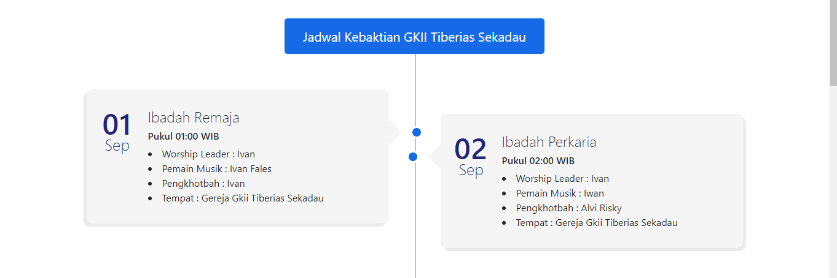 Jadwal Kebaktian GKII Tiberias Sekadau
01
Sep
Ibadah Remaja
Pukul 01:00 WIB
Worship Leader : Ivan
Pemain Musik : Ivan Fales
Pengkhotbah : Ivan
Tempat : Gereja Gkii Tiberias Sekadau
02
Sep
Ibadah Perkaria
Pukul 02:00 WIB
Worship Leader : Ivan
Pemain Musik : Iwan
Pengkhotbah : Alvi Risky
Tempat : Gereja Gkii Tiberias Sekadau